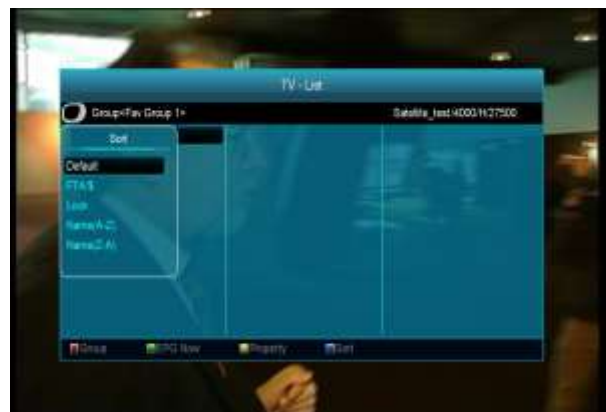 TV - List
Group<Fav Group 1>
Satellite_test/4000/H/27500
Sort
Default
FTA/$
Lock
Name(A-Z)
Name(Z-A)
Group EPG Now Property Sort